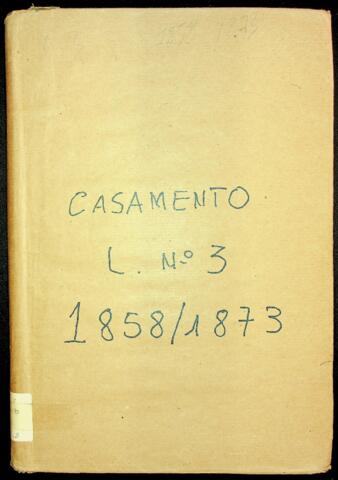 CASAMENTO
L. Nº 3
1858/1873